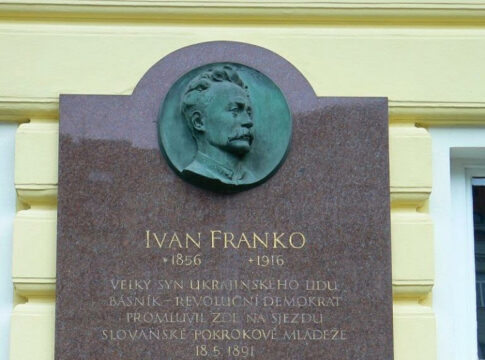 IVAN FRANKO
*1856 +1916
VELKÝ SYN UKRAJINSKÉHO LIDU
BÁSNÍK - REVOLUČNÍ DEMOKRAT
PROMLUVIL ZDE NA SJEZDU
SLOVANSKÉ POKROKOVÉ MLÁDEŽE
18.5.1891